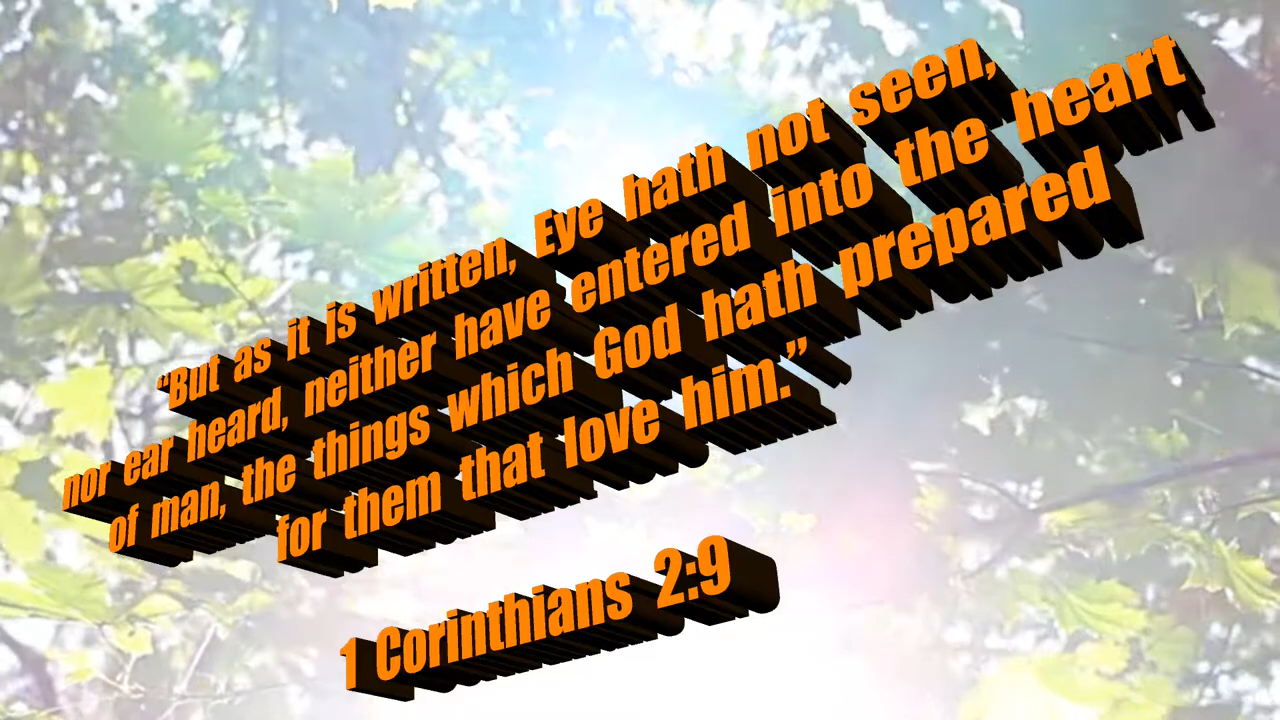 “But as it is written, Eye hath not seen,
nor ear heard, neither have entered into the heart
of man, the things which God hath prepared
for them that love him.”
1 Corinthians 2:9